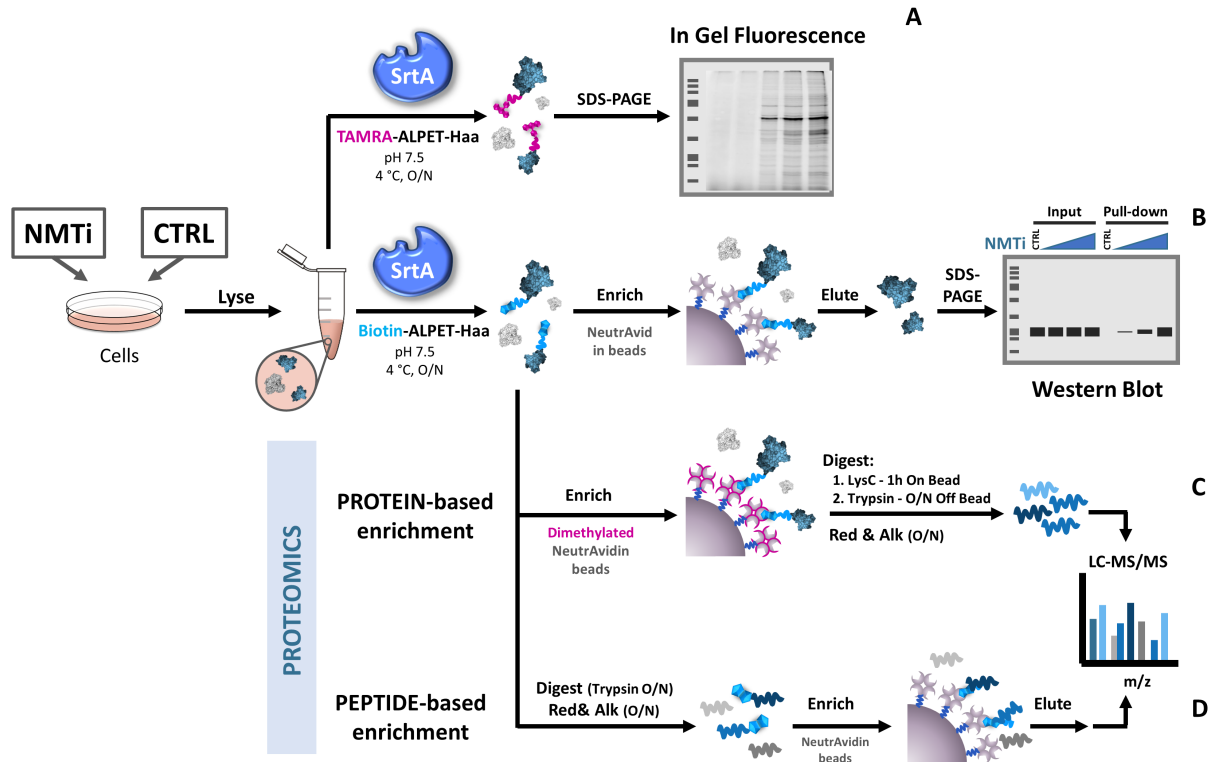 A
In Gel Fluorescence
SrtA
SDS-PAGE
TAMRA-ALPET-Haa
pH 7.5
4 °C, O/N
NMTi
CTRL
Lyse
Cells
SrtA
Biotin-ALPET-Haa
pH 7.5
4 °C, O/N
Enrich
NeutrAvid
in beads
Elute
SDS-
PAGE
B
Input
Pull-down
NMTi
CTRL
CTRL
Western Blot
PROTEOMICS
PROTEIN-based
enrichment
Enrich
Dimethylated
NeutrAvidin
beads
Digest:
1. LysC - 1h On Bead
2. Trypsin - O/N Off Bead
Red & Alk (O/N)
C
LC-MS/MS
m/z
PEPTIDE-based
enrichment
Digest (Trypsin O/N)
Red& Alk (O/N)
Enrich
NeutrAvidin
beads
Elute
D